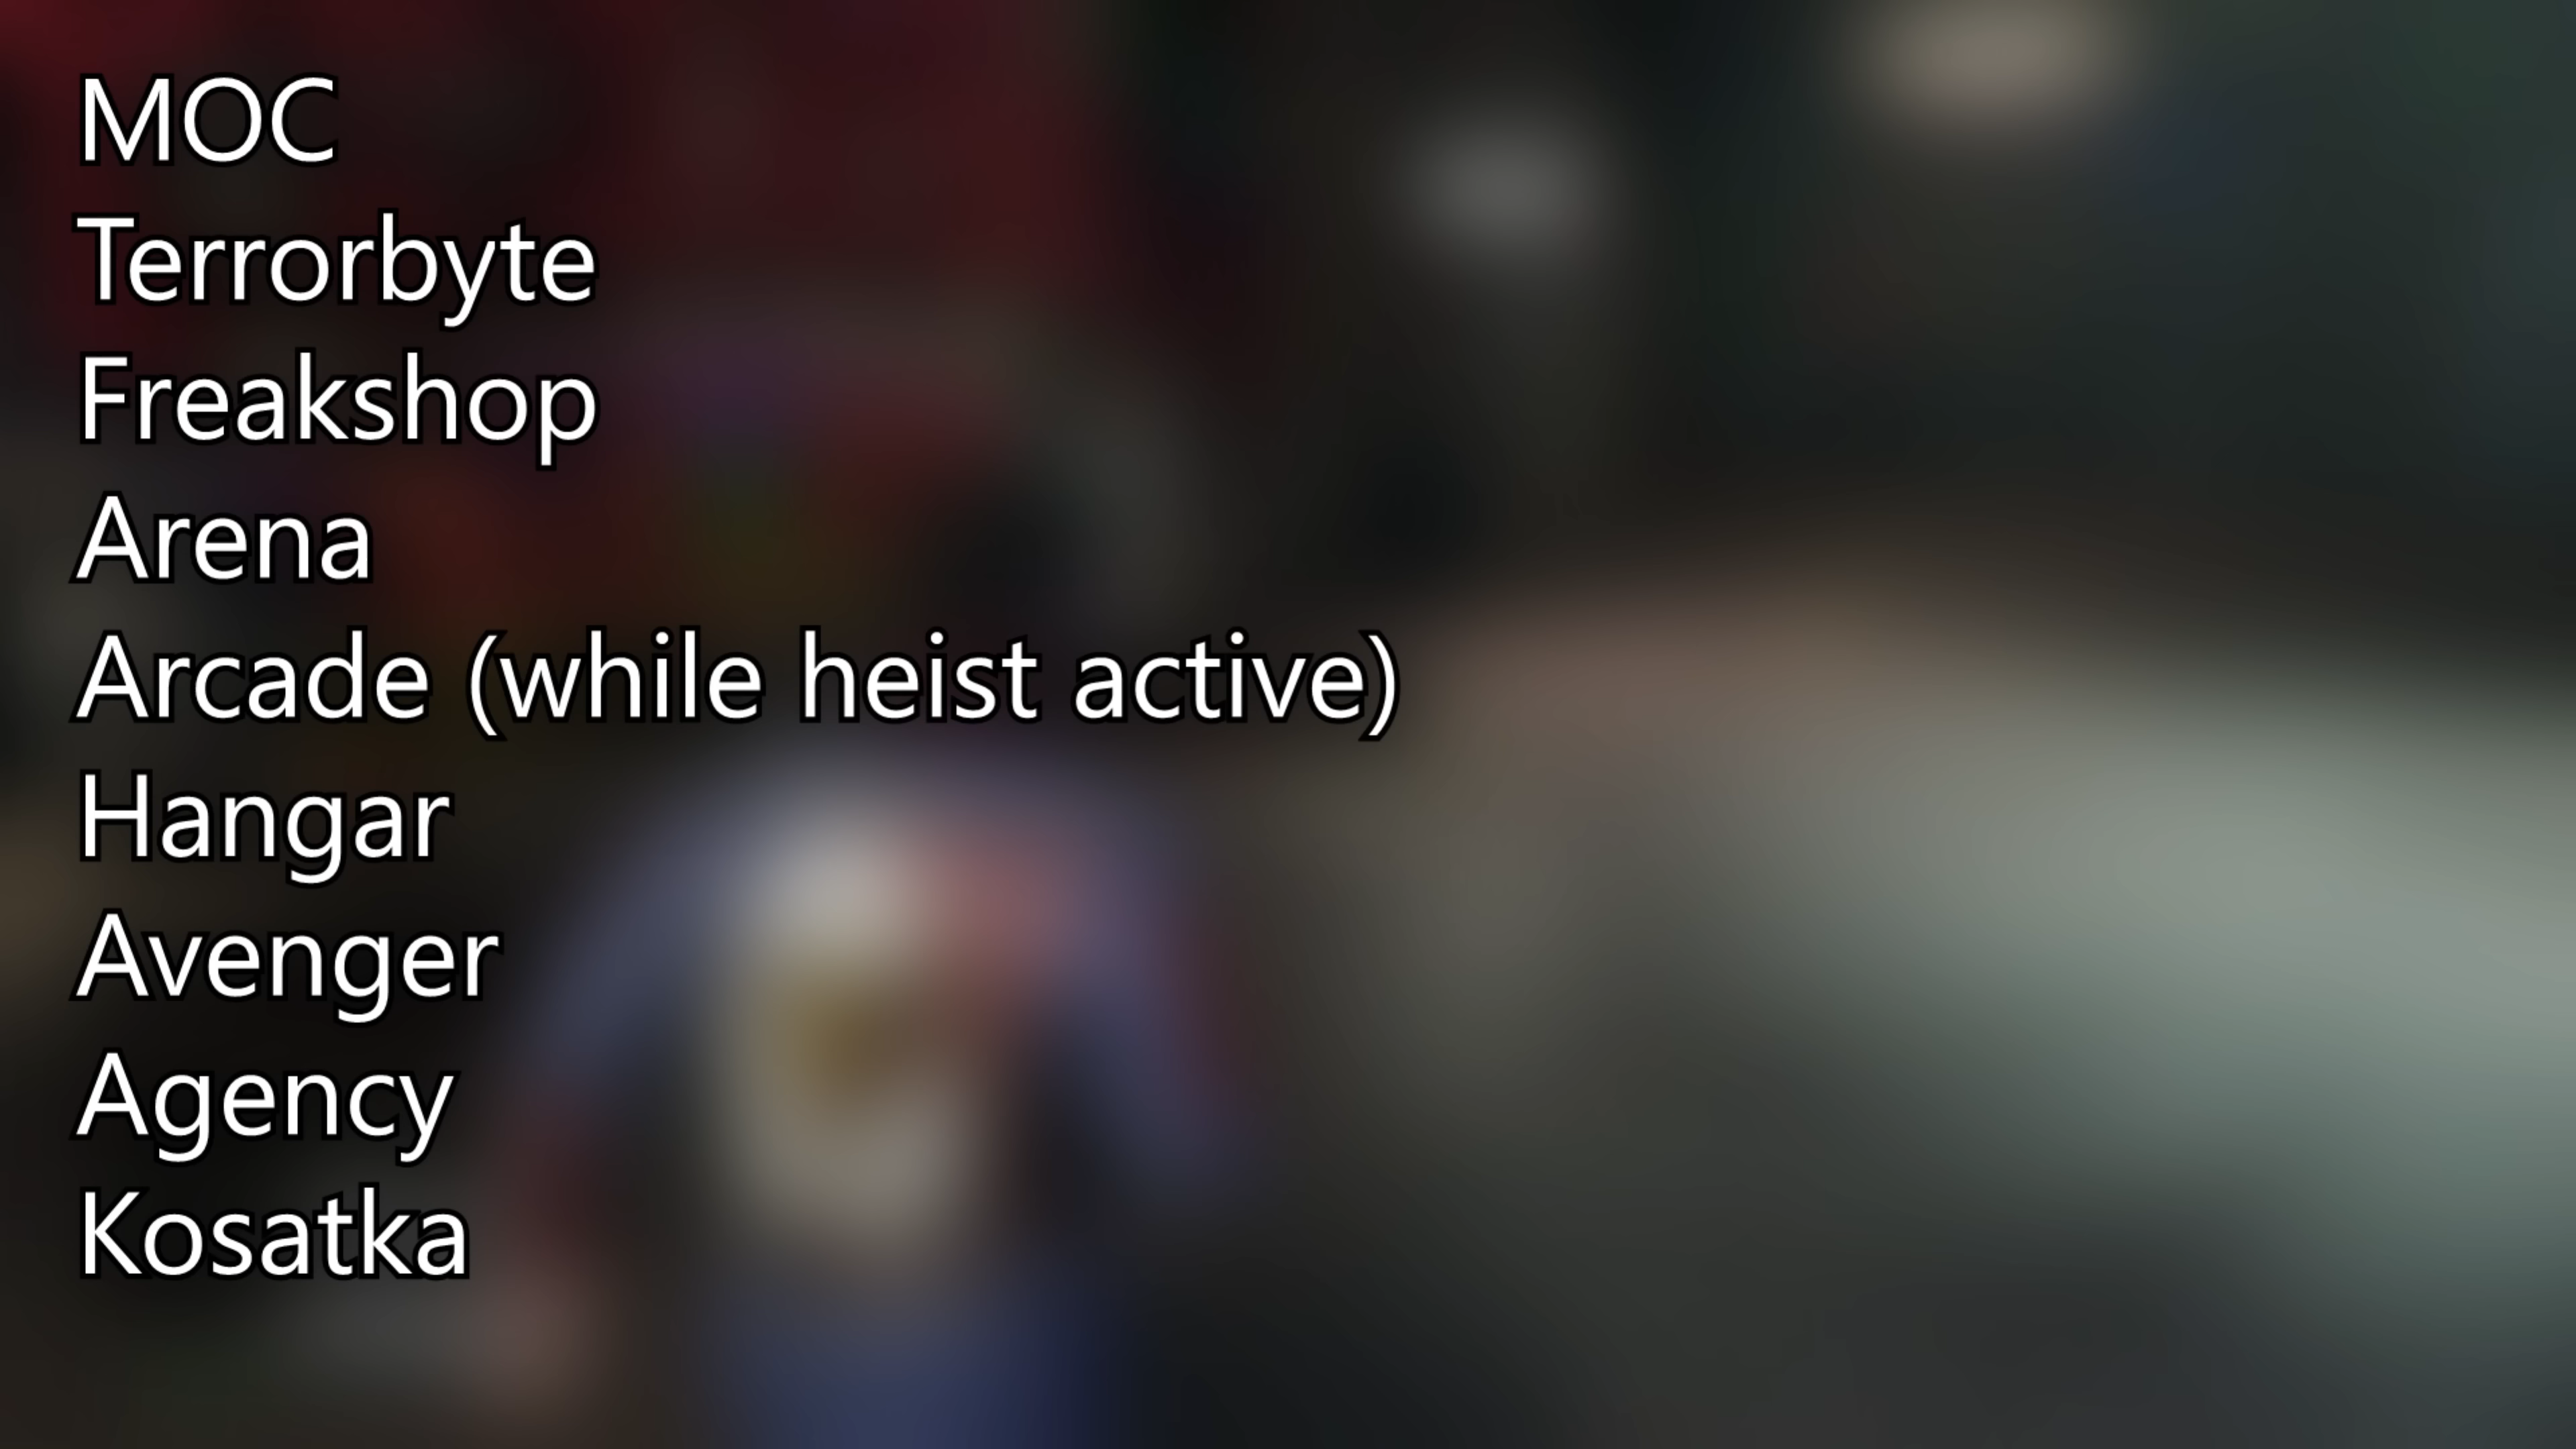 MOC
Terrorbyte
Freakshop
Arena
Arcade (while heist active)
Hangar
Avenger
Agency
Kosatka